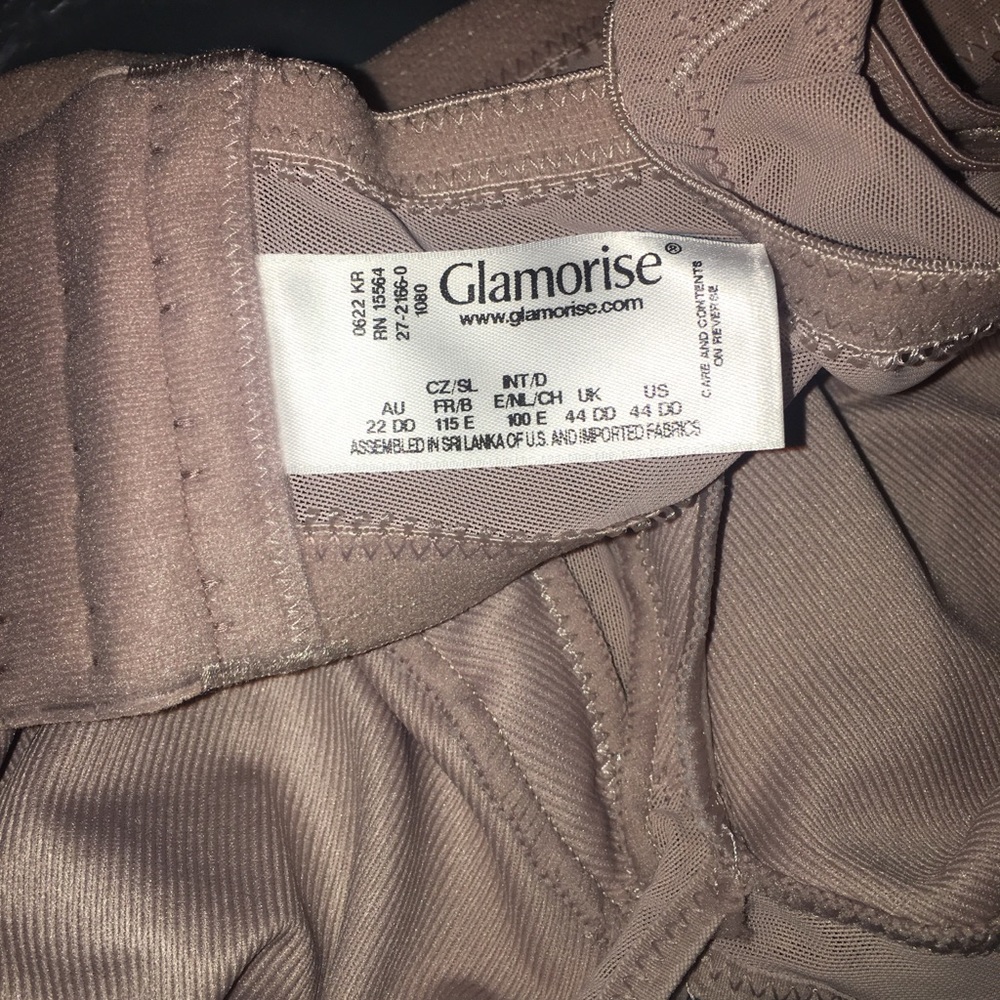 Glamorise®
www.glamorise.com
0622 KR
RN 15564
27-2166-0
1080
CARE AND CONTENTS
ON REVERSE
CZ/SL INT/D
AU FR/B E/NL/CH UK US
22 DD 115 E 100 E 44 DD 44 DD
ASSEMBLED IN SRI LANKA OF U.S. AND IMPORTED FABRICS